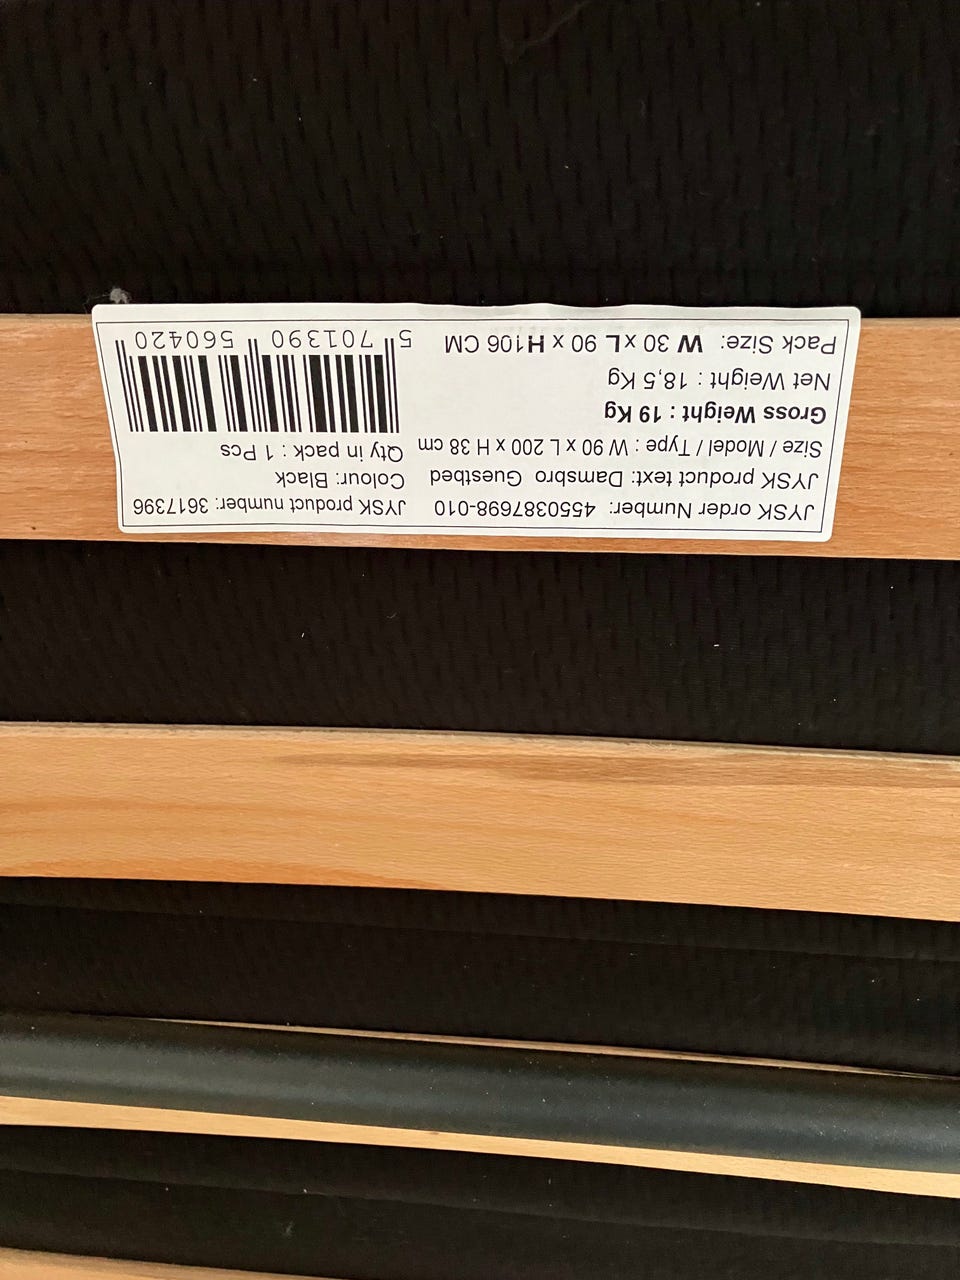 JYSK order Number: 4550387698-010 JYSK product number: 3617396
JYSK product text: Damsbro Guestbed Colour: Black
Size / Model / Type : W 90 x L 200 x H 38 cm Qty in pack : 1 Pcs
Gross Weight : 19 Kg
Net Weight : 18,5 Kg
Pack Size: W 30 x L 90 x H106 CM
5 701390 560420